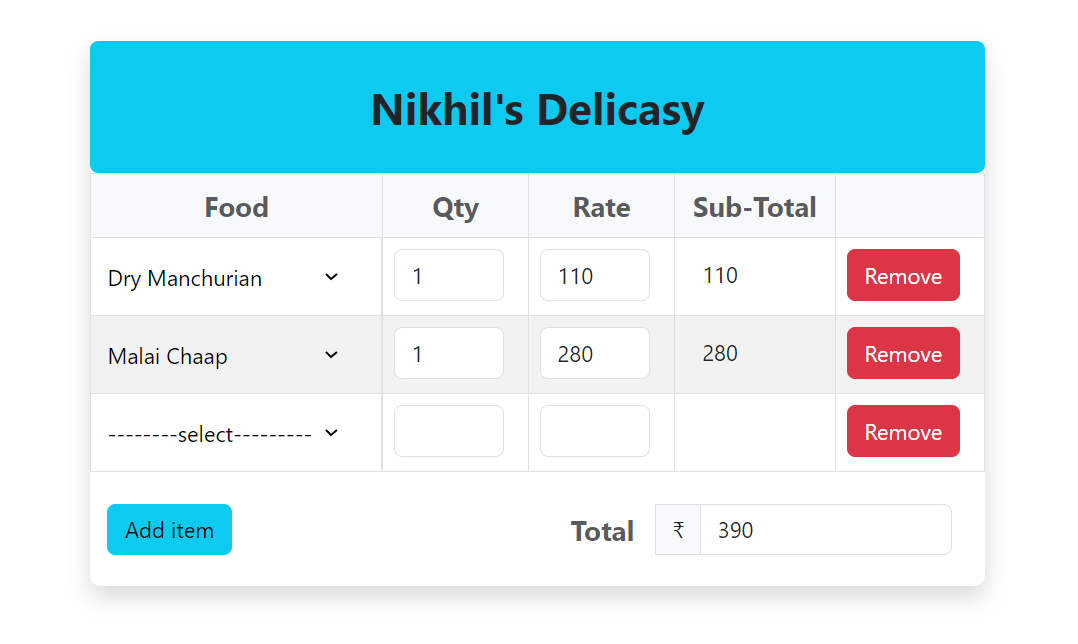 Nikhil's Delicasy
Food Qty Rate Sub-Total
Dry Manchurian 1 110 110 Remove
Malai Chaap 1 280 280 Remove
--------select--------- Remove
Add item Total ₹ 390